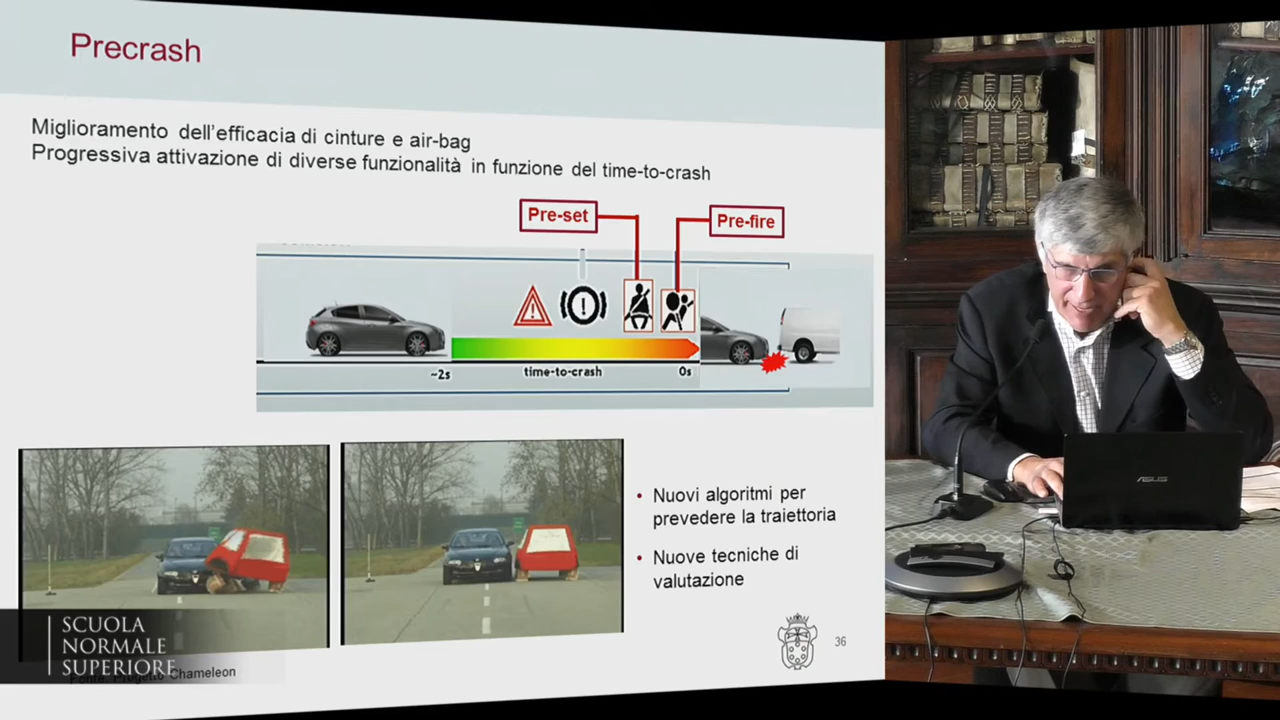 Precrash
Miglioramento dell'efficacia di cinture e air-bag
Progressiva attivazione di diverse funzionalità in funzione del time-to-crash
Pre-set
Pre-fire
~2s
time-to-crash
0s
Nuovi algoritmi per
prevedere la traiettoria
Nuove tecniche di
valutazione
SCUOLA
NORMALE
SUPERIORE
Fonte: Progetto Chameleon
36
ASUS